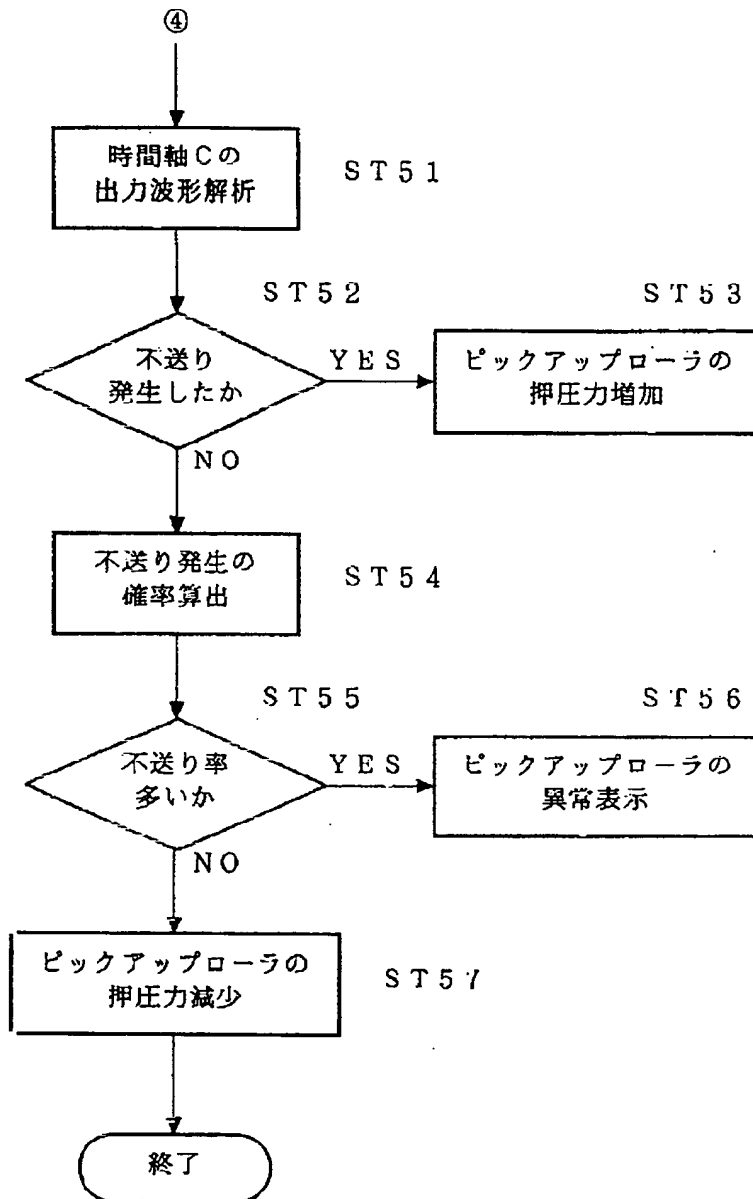 ④
時間軸Cの
出力波形解析
ST51
ST52
ST53
不送り
発生したか
YES
ピックアップローラの
押圧力増加
NO
不送り発生の
確率算出
ST54
ST55
ST56
不送り率
多いか
YES
ピックアップローラの
異常表示
NO
ピックアップローラの
押圧力減少
ST57
終了